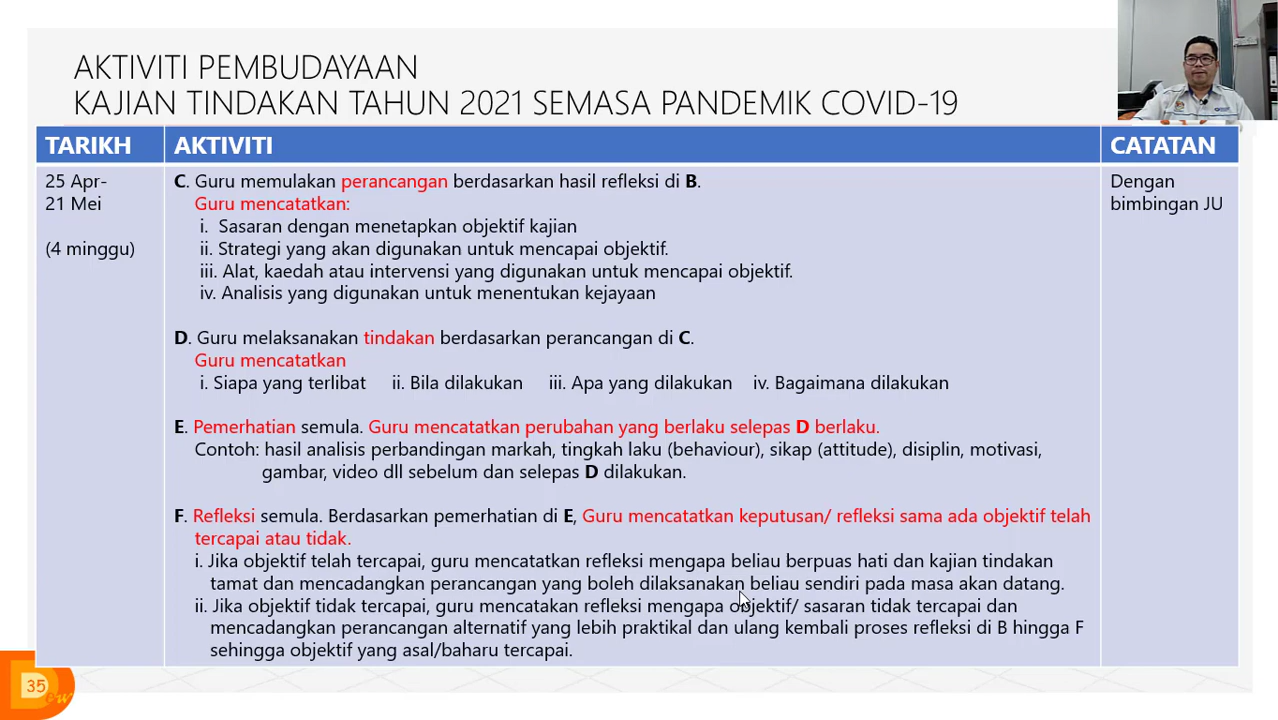 AKTIVITI PEMBUDAYAAN
KAJIAN TINDAKAN TAHUN 2021 SEMASA PANDEMIK COVID-19
TARIKH AKTIVITI CATATAN
25 Apr-
21 Mei
(4 minggu)
C. Guru memulakan perancangan berdasarkan hasil refleksi di B.
Guru mencatatkan:
i. Sasaran dengan menetapkan objektif kajian
ii. Strategi yang akan digunakan untuk mencapai objektif.
iii. Alat, kaedah atau intervensi yang digunakan untuk mencapai objektif.
iv. Analisis yang digunakan untuk menentukan kejayaan
D. Guru melaksanakan tindakan berdasarkan perancangan di C.
Guru mencatatkan
i. Siapa yang terlibat ii. Bila dilakukan iii. Apa yang dilakukan iv. Bagaimana dilakukan
E. Pemerhatian semula. Guru mencatatkan perubahan yang berlaku selepas D berlaku.
Contoh: hasil analisis perbandingan markah, tingkah laku (behaviour), sikap (attitude), disiplin, motivasi,
gambar, video dll sebelum dan selepas D dilakukan.
F. Refleksi semula. Berdasarkan pemerhatian di E, Guru mencatatkan keputusan/ refleksi sama ada objektif telah
tercapai atau tidak.
i. Jika objektif telah tercapai, guru mencatatkan refleksi mengapa beliau berpuas hati dan kajian tindakan
tamat dan mencadangkan perancangan yang boleh dilaksanakan beliau sendiri pada masa akan datang.
ii. Jika objektif tidak tercapai, guru mencatakan refleksi mengapa objektif/ sasaran tidak tercapai dan
mencadangkan perancangan alternatif yang lebih praktikal dan ulang kembali proses refleksi di B hingga F
sehingga objektif yang asal/baharu tercapai.
Dengan
bimbingan JU
35